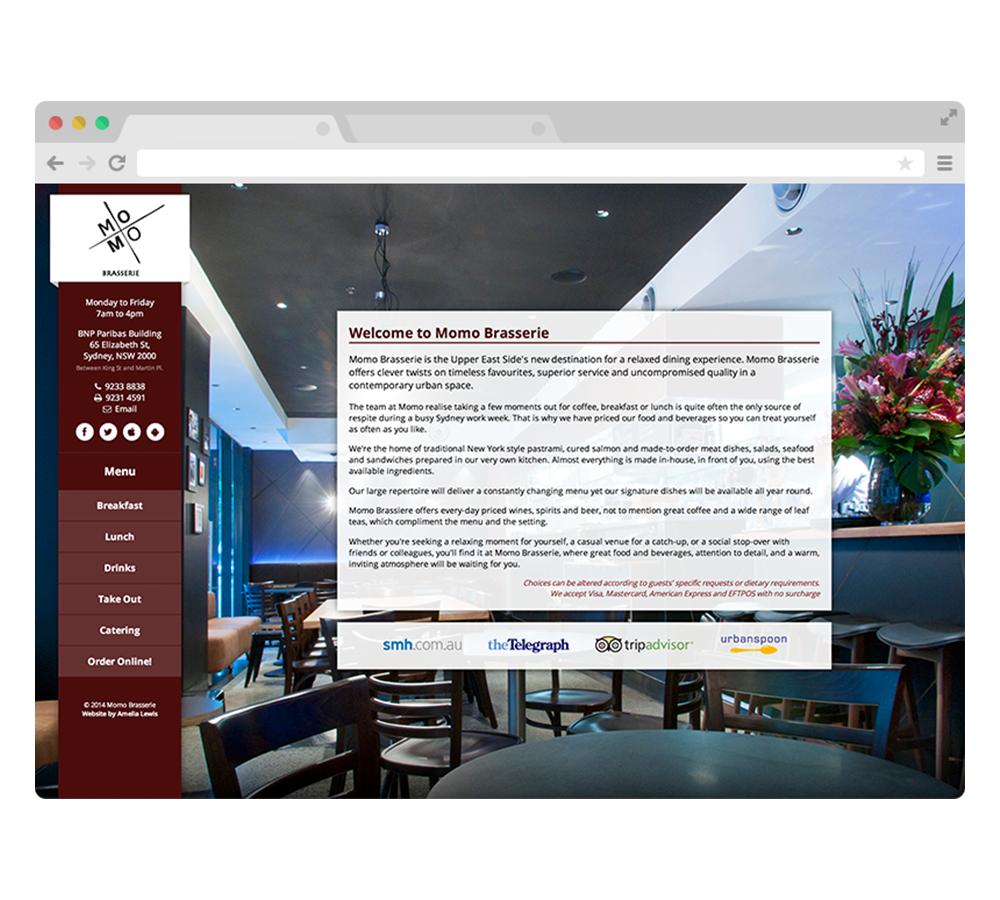 MO
MO
BRASSERIE
Monday to Friday
7am to 4pm
BNP Paribas Building
65 Elizabeth St,
Sydney, NSW 2000
Between King St and Martin Pl.
9233 8838
9231 4591
Email
Menu
Breakfast
Lunch
Drinks
Take Out
Catering
Order Online!
© 2014 Momo Brasserie
Website by Amelia Lewis
Welcome to Momo Brasserie
Momo Brasserie is the Upper East Side's new destination for a relaxed dining experience. Momo Brasserie
offers clever twists on timeless favourites, superior service and uncompromised quality in a
contemporary urban space.
The team at Momo realise taking a few moments out for coffee, breakfast or lunch is quite often the only source of
respite during a busy Sydney work week. That is why we have priced our food and beverages so you can treat yourself
as often as you like.
We're the home of traditional New York style pastrami, cured salmon and made-to-order meat dishes, salads, seafood
and sandwiches prepared in our very own kitchen. Almost everything is made in-house, in front of you, using the best
available ingredients.
Our large repertoire will deliver a constantly changing menu yet our signature dishes will be available all year round.
Momo Brassiere offers every-day priced wines, spirits and beer, not to mention great coffee and a wide range of leaf
teas, which compliment the menu and the setting.
Whether you're seeking a relaxing moment for yourself, a casual venue for a catch-up, or a social stop-over with
friends or colleagues, you'll find it at Momo Brasserie, where great food and beverages, attention to detail, and a warm,
inviting atmosphere will be waiting for you.
Choices can be altered according to guests' specific requests or dietary requirements.
We accept Visa, Mastercard, American Express and EFTPOS with no surcharge
smh.com.au theTelegraph tripadvisor urbanspoon